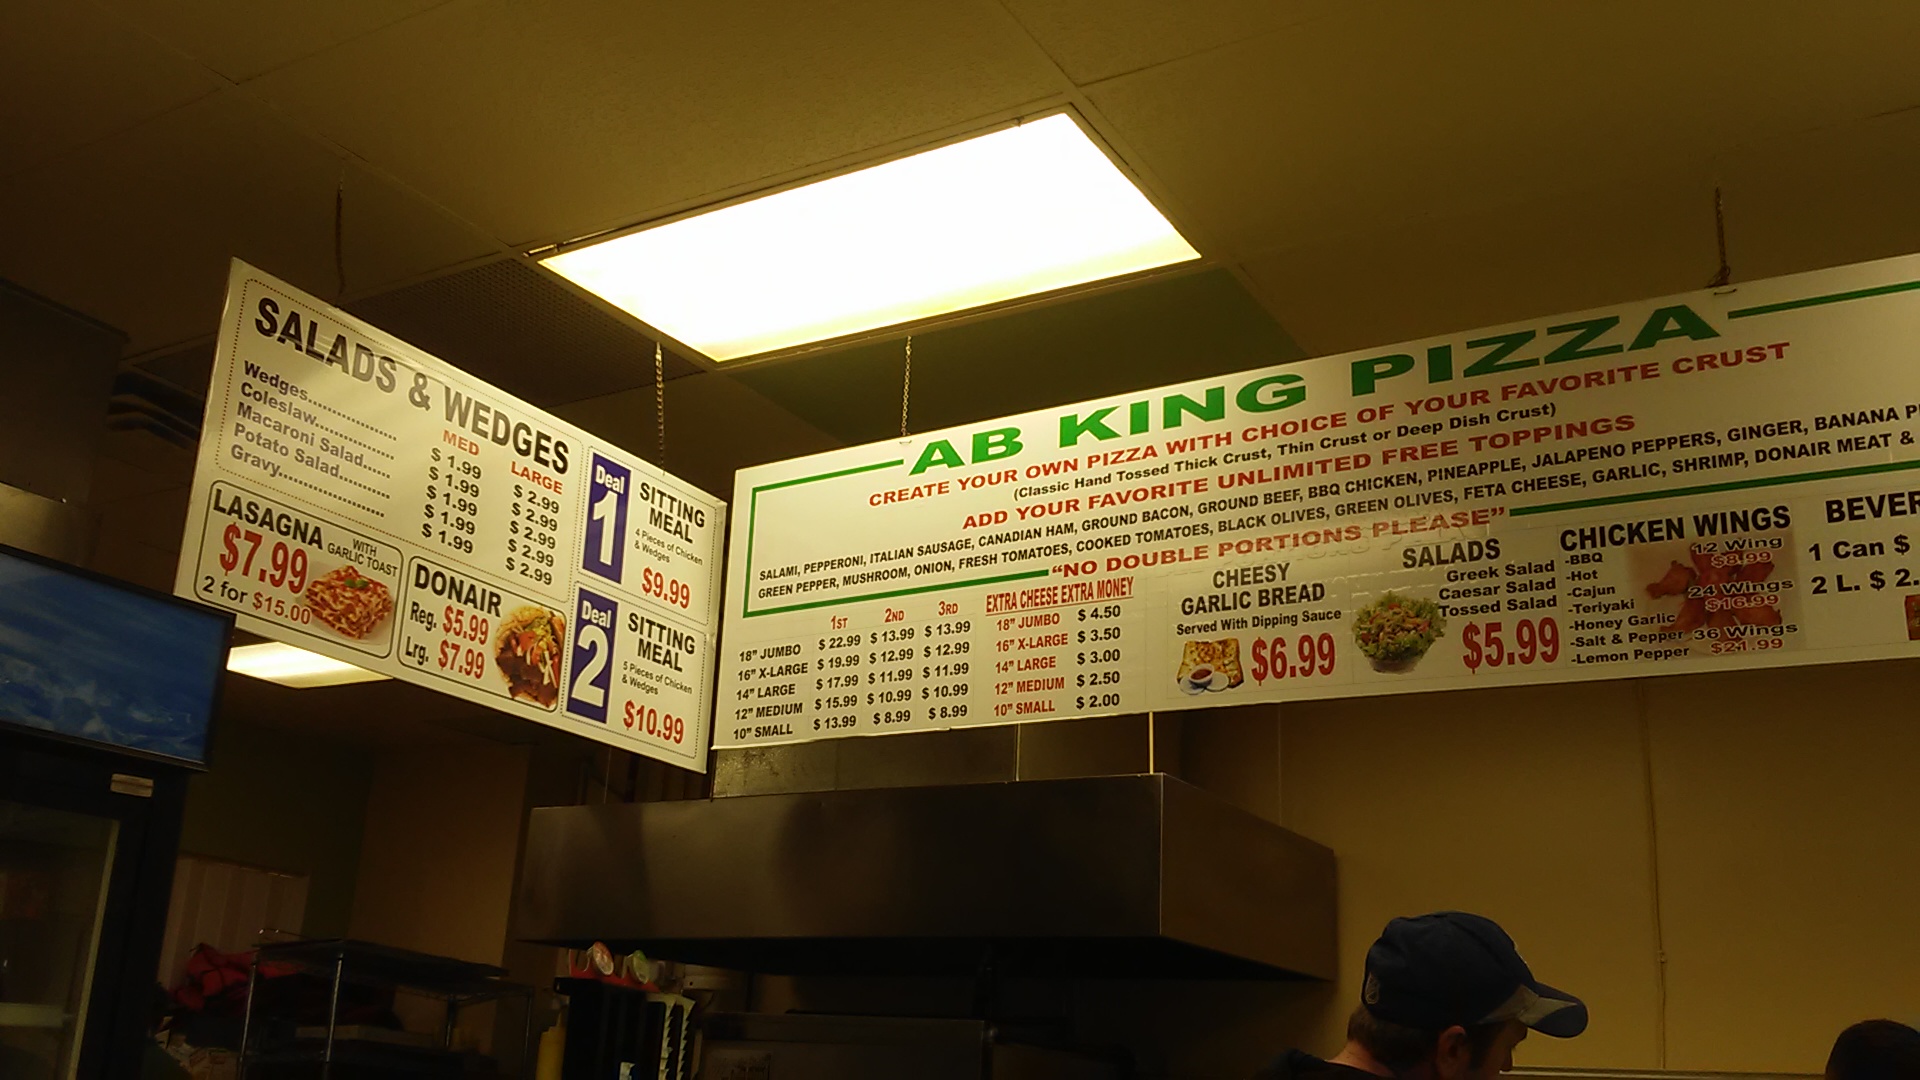 SALADS & WEDGES
MED LARGE
Wedges.................. $ 1.99 $ 2.99
Coleslaw................ $ 1.99 $ 2.99
Macaroni Salad...... $ 1.99 $ 2.99
Potato Salad........... $ 1.99 $ 2.99
Gravy..................... $ 1.99 $ 2.99
LASAGNA
$7.99 WITH
GARLIC TOAST
2 for $15.00
DONAIR
Reg. $5.99
Lrg. $7.99
Deal 1
SITTING
MEAL
4 Pieces of Chicken
& Wedges
$9.99
Deal 2
SITTING
MEAL
5 Pieces of Chicken
& Wedges
$10.99
AB KING PIZZA
CREATE YOUR OWN PIZZA WITH CHOICE OF YOUR FAVORITE CRUST
(Classic Hand Tossed Thick Crust, Thin Crust or Deep Dish Crust)
ADD YOUR FAVORITE UNLIMITED FREE TOPPINGS
SALAMI, PEPPERONI, ITALIAN SAUSAGE, CANADIAN HAM, GROUND BACON, GROUND BEEF, BBQ CHICKEN, PINEAPPLE, JALAPENO PEPPERS, GINGER, BANANA P
GREEN PEPPER, MUSHROOM, ONION, FRESH TOMATOES, COOKED TOMATOES, BLACK OLIVES, GREEN OLIVES, FETA CHEESE, GARLIC, SHRIMP, DONAIR MEAT &
“NO DOUBLE PORTIONS PLEASE”
1ST 2ND 3RD
18” JUMBO $ 22.99 $ 13.99 $ 13.99
16” X-LARGE $ 19.99 $ 12.99 $ 12.99
14” LARGE $ 17.99 $ 11.99 $ 11.99
12” MEDIUM $ 15.99 $ 10.99 $ 10.99
10” SMALL $ 13.99 $ 8.99 $ 8.99
EXTRA CHEESE EXTRA MONEY
18” JUMBO $ 4.50
16” X-LARGE $ 3.50
14” LARGE $ 3.00
12” MEDIUM $ 2.50
10” SMALL $ 2.00
CHEESY
GARLIC BREAD
Served With Dipping Sauce
$6.99
SALADS
Greek Salad
Caesar Salad
Tossed Salad
$5.99
CHICKEN WINGS
-BBQ
-Hot
-Cajun
-Teriyaki
-Honey Garlic
-Salt & Pepper
-Lemon Pepper
12 Wing
$8.99
24 Wings
$16.99
36 Wings
$21.99
BEVER
1 Can $
2 L. $ 2.